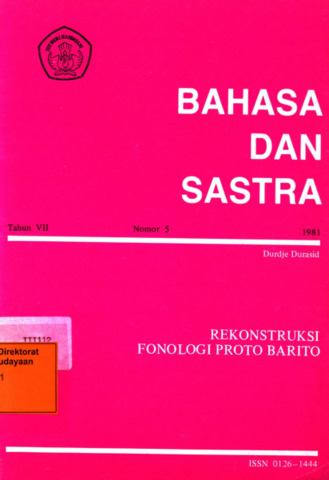 BAHASA
DAN
SASTRA
Tahun VII Nomor 5 1981
Durdje Durasid
REKONSTRUKSI
FONOLOGI PROTO BARITO
Direktorat
udayaan
1
ISSN 0126-1444